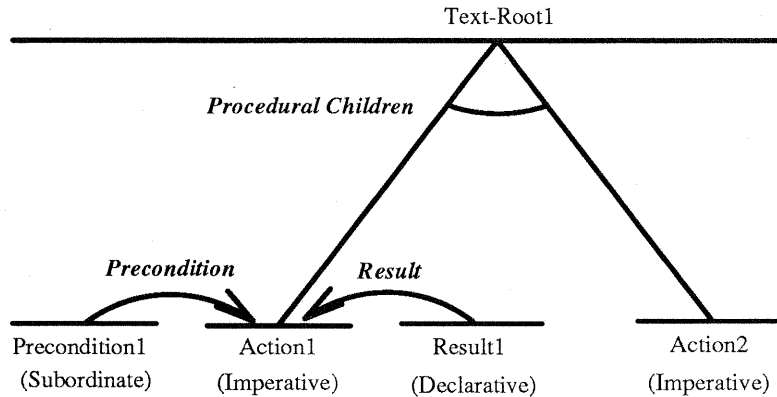 Text-Root1
Procedural Children
Precondition
Result
Precondition1
Action1
Result1
Action2
(Subordinate)
(Imperative)
(Declarative)
(Imperative)